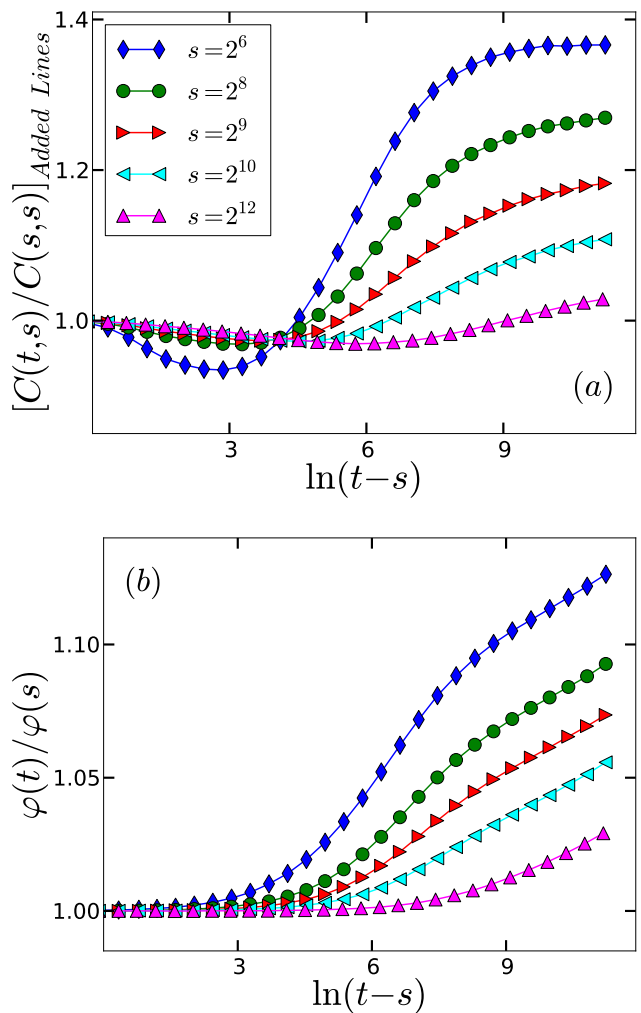 1.4
s=2^6
s=2^8
s=2^9
s=2^10
s=2^12
1.2
1.0
[C(t,s)/C(s,s)]_Added Lines
(a)
3 6 9
ln(t−s)
(b)
1.10
1.05
1.00
φ(t)/φ(s)
3 6 9
ln(t−s)